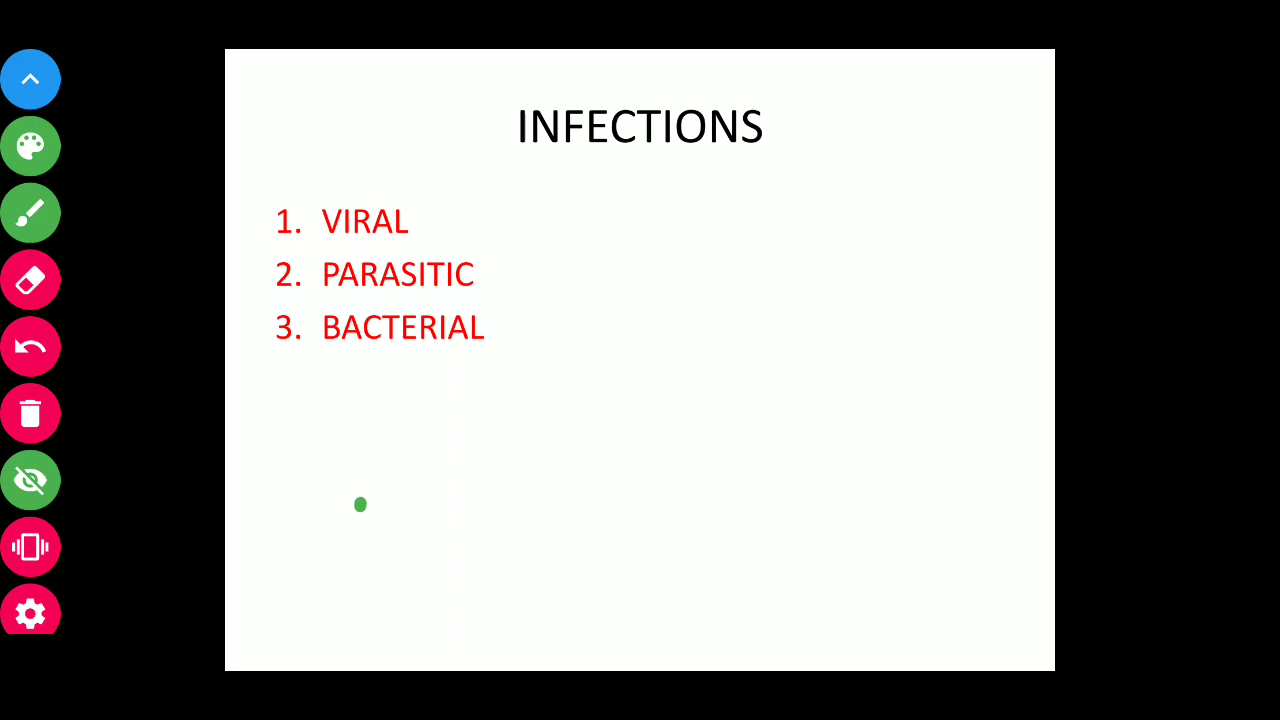 INFECTIONS
1. VIRAL
2. PARASITIC
3. BACTERIAL